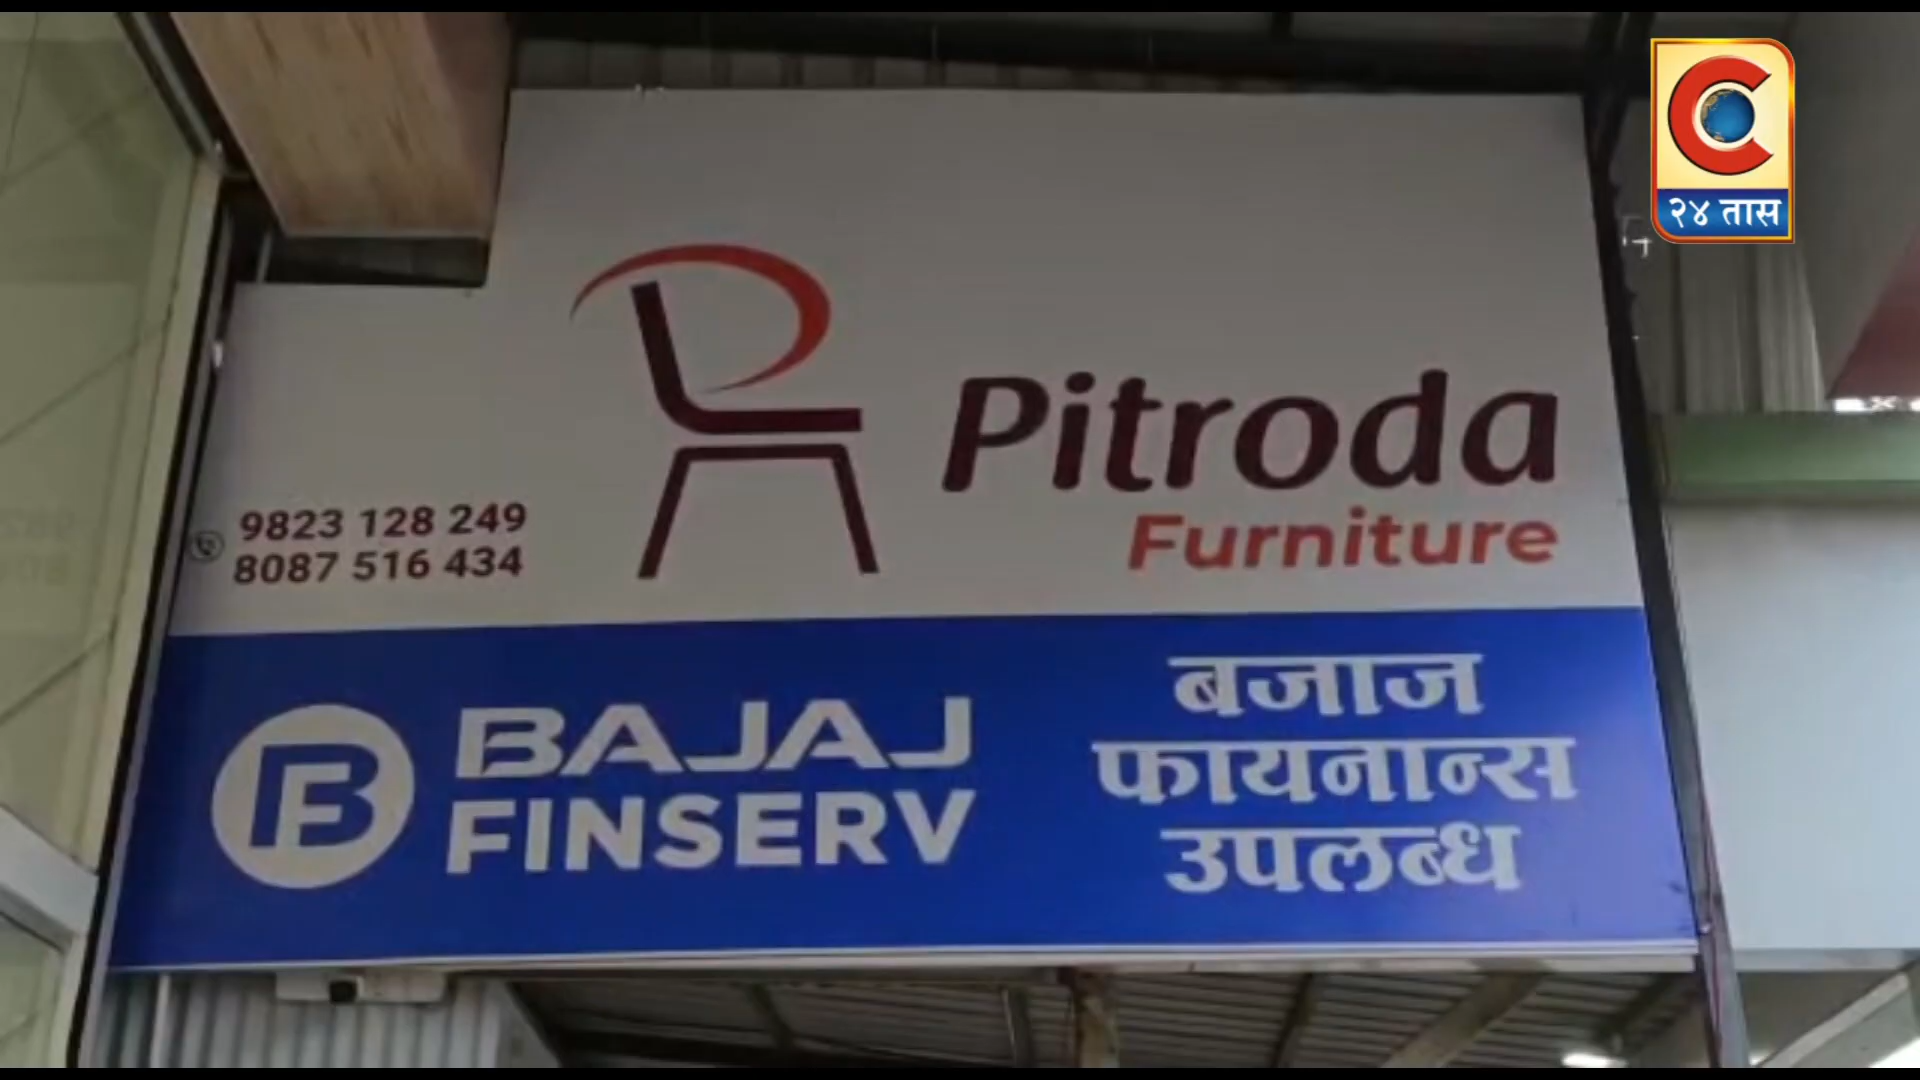 २४ तास
Pitroda
Furniture
9823 128 249
8087 516 434
BAJAJ
FINSERV
बजाज
फायनान्स
उपलब्ध